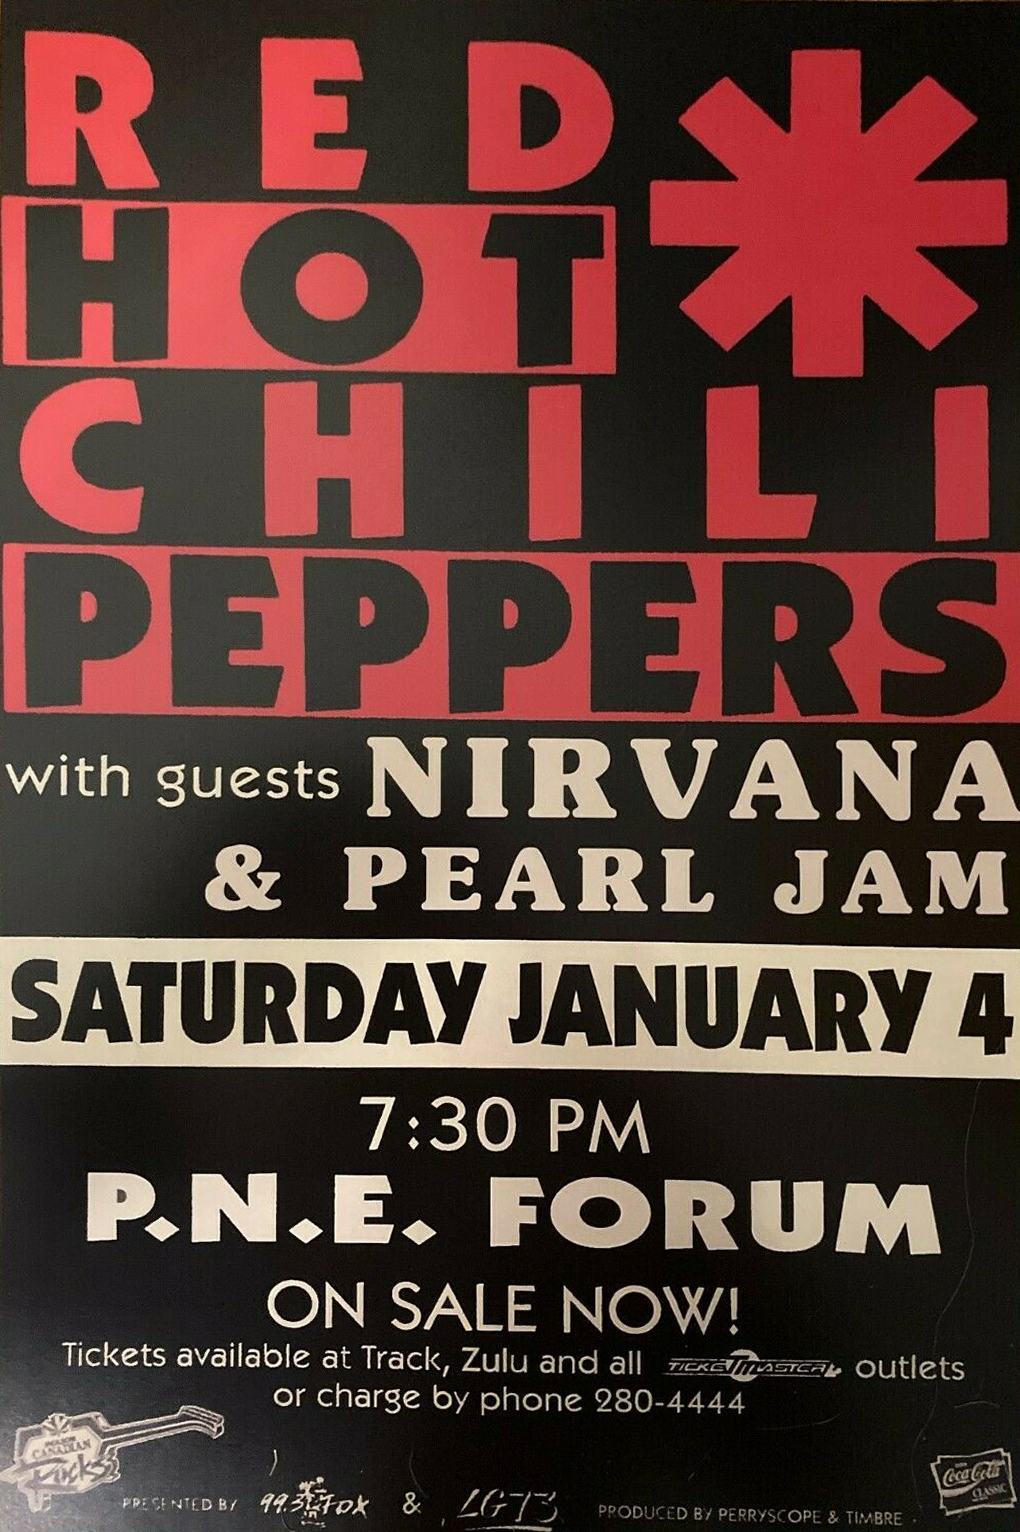 RED
HOT
CHILI
PEPPERS
with guests NIRVANA
& PEARL JAM
SATURDAY JANUARY 4
7:30 PM
P.N.E. FORUM
ON SALE NOW!
Tickets available at Track, Zulu and all TICKETMASTER outlets
or charge by phone 280-4444
CANADIAN
Rocks
PRESENTED BY 99.3 FOX & LG73 PRODUCED BY PERRYSCOPE & TIMBRE
Coca-Cola
CLASSIC